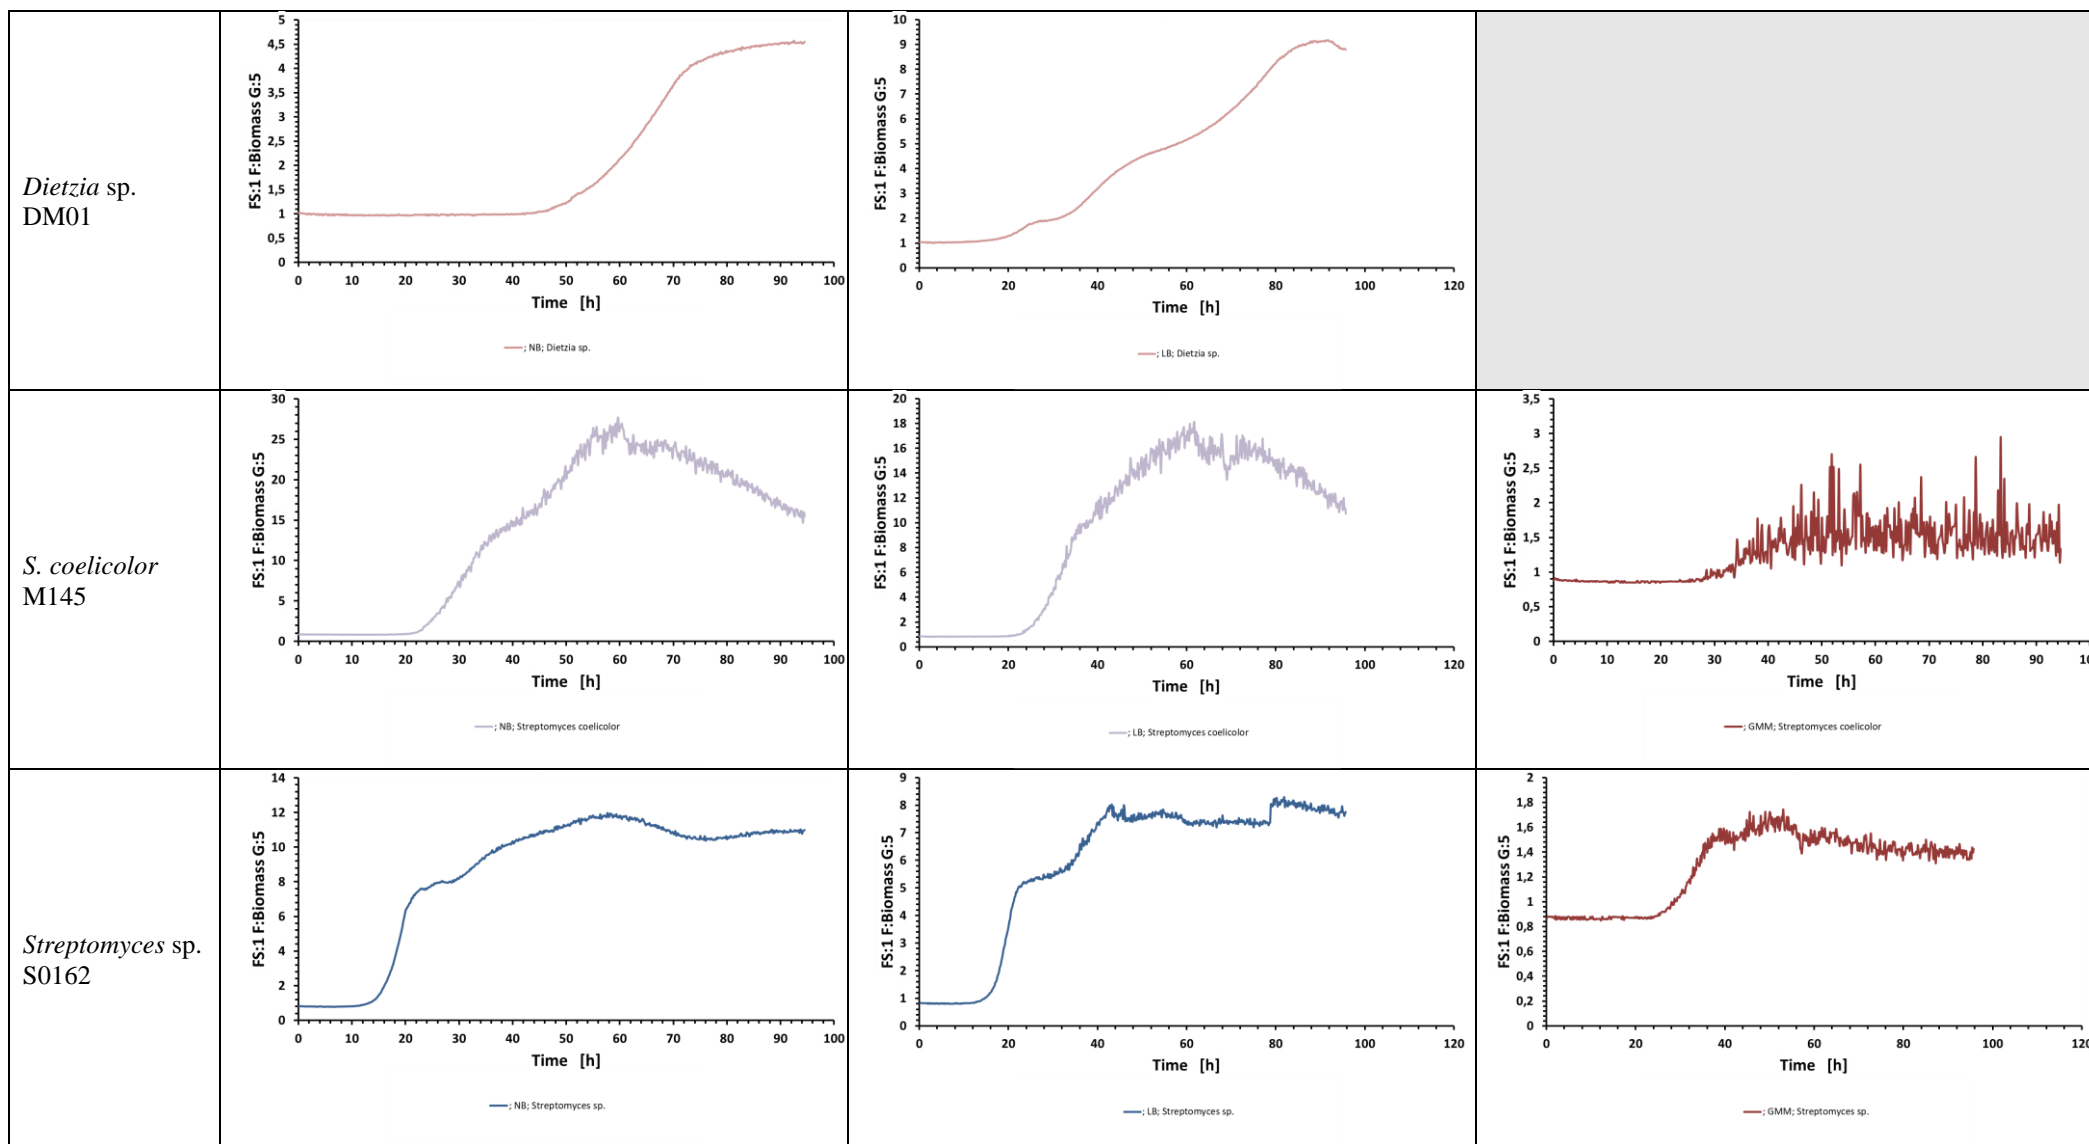 Dietzia sp.
DM01
FS:1 F:Biomass G:5
5
4,5
4
3,5
3
2,5
2
1,5
1
0,5
0
0 10 20 30 40 50 60 70 80 90 100
Time [h]
; NB; Dietzia sp.
FS:1 F:Biomass G:5
10
9
8
7
6
5
4
3
2
1
0
0 20 40 60 80 100 120
Time [h]
; LB; Dietzia sp.
S. coelicolor
M145
FS:1 F:Biomass G:5
30
25
20
15
10
5
0
0 10 20 30 40 50 60 70 80 90 100
Time [h]
; NB; Streptomyces coelicolor
FS:1 F:Biomass G:5
20
18
16
14
12
10
8
6
4
2
0
0 20 40 60 80 100 120
Time [h]
; LB; Streptomyces coelicolor
FS:1 F:Biomass G:5
3,5
3
2,5
2
1,5
1
0,5
0
0 10 20 30 40 50 60 70 80 90
Time [h]
; GMM; Streptomyces coelicolor
Streptomyces sp.
S0162
FS:1 F:Biomass G:5
14
12
10
8
6
4
2
0
0 10 20 30 40 50 60 70 80 90 100
Time [h]
; NB; Streptomyces sp.
FS:1 F:Biomass G:5
9
8
7
6
5
4
3
2
1
0
0 20 40 60 80 100 120
Time [h]
; LB; Streptomyces sp.
FS:1 F:Biomass G:5
2
1,8
1,6
1,4
1,2
1
0,8
0,6
0,4
0,2
0
0 20 40 60 80 100 120
Time [h]
; GMM; Streptomyces sp.